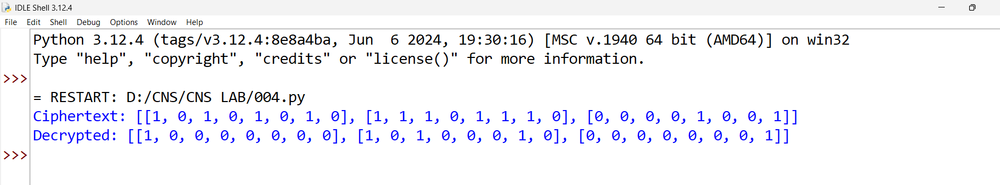 IDLE Shell 3.12.4
File Edit Shell Debug Options Window Help
Python 3.12.4 (tags/v3.12.4:8e8a4ba, Jun  6 2024, 19:30:16) [MSC v.1940 64 bit (AMD64)] on win32
Type "help", "copyright", "credits" or "license()" for more information.
>>>
= RESTART: D:/CNS/CNS LAB/004.py
Ciphertext: [[1, 0, 1, 0, 1, 0, 1, 0], [1, 1, 1, 0, 1, 1, 1, 0], [0, 0, 0, 0, 1, 0, 0, 1]]
Decrypted: [[1, 0, 0, 0, 0, 0, 0, 0], [1, 0, 1, 0, 0, 0, 1, 0], [0, 0, 0, 0, 0, 0, 0, 1]]
>>>